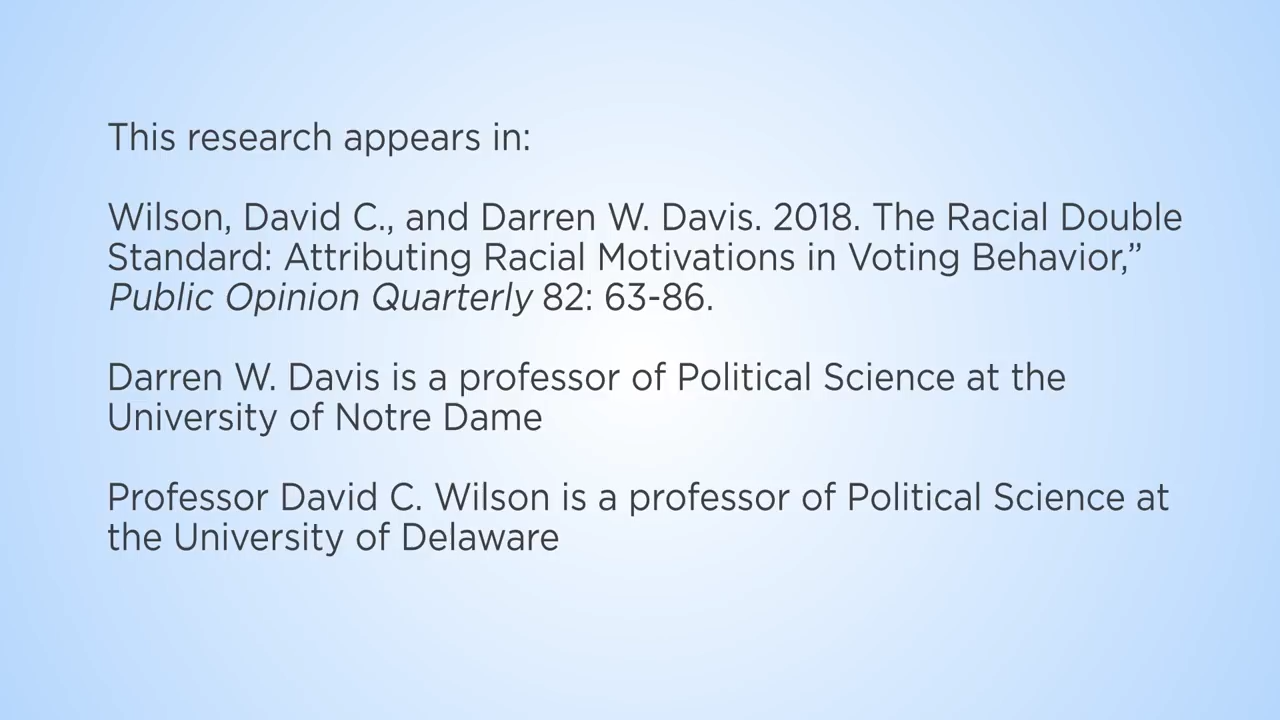 This research appears in:
Wilson, David C., and Darren W. Davis. 2018. The Racial Double
Standard: Attributing Racial Motivations in Voting Behavior,”
Public Opinion Quarterly 82: 63-86.
Darren W. Davis is a professor of Political Science at the
University of Notre Dame
Professor David C. Wilson is a professor of Political Science at
the University of Delaware